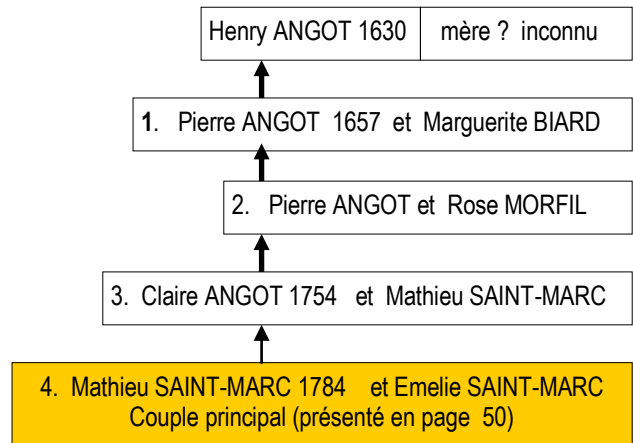 Henry ANGOT 1630 mère ? inconnu
1. Pierre ANGOT 1657 et Marguerite BIARD
2. Pierre ANGOT et Rose MORFIL
3. Claire ANGOT 1754 et Mathieu SAINT-MARC
4. Mathieu SAINT-MARC 1784 et Emelie SAINT-MARC
Couple principal (présenté en page 50)